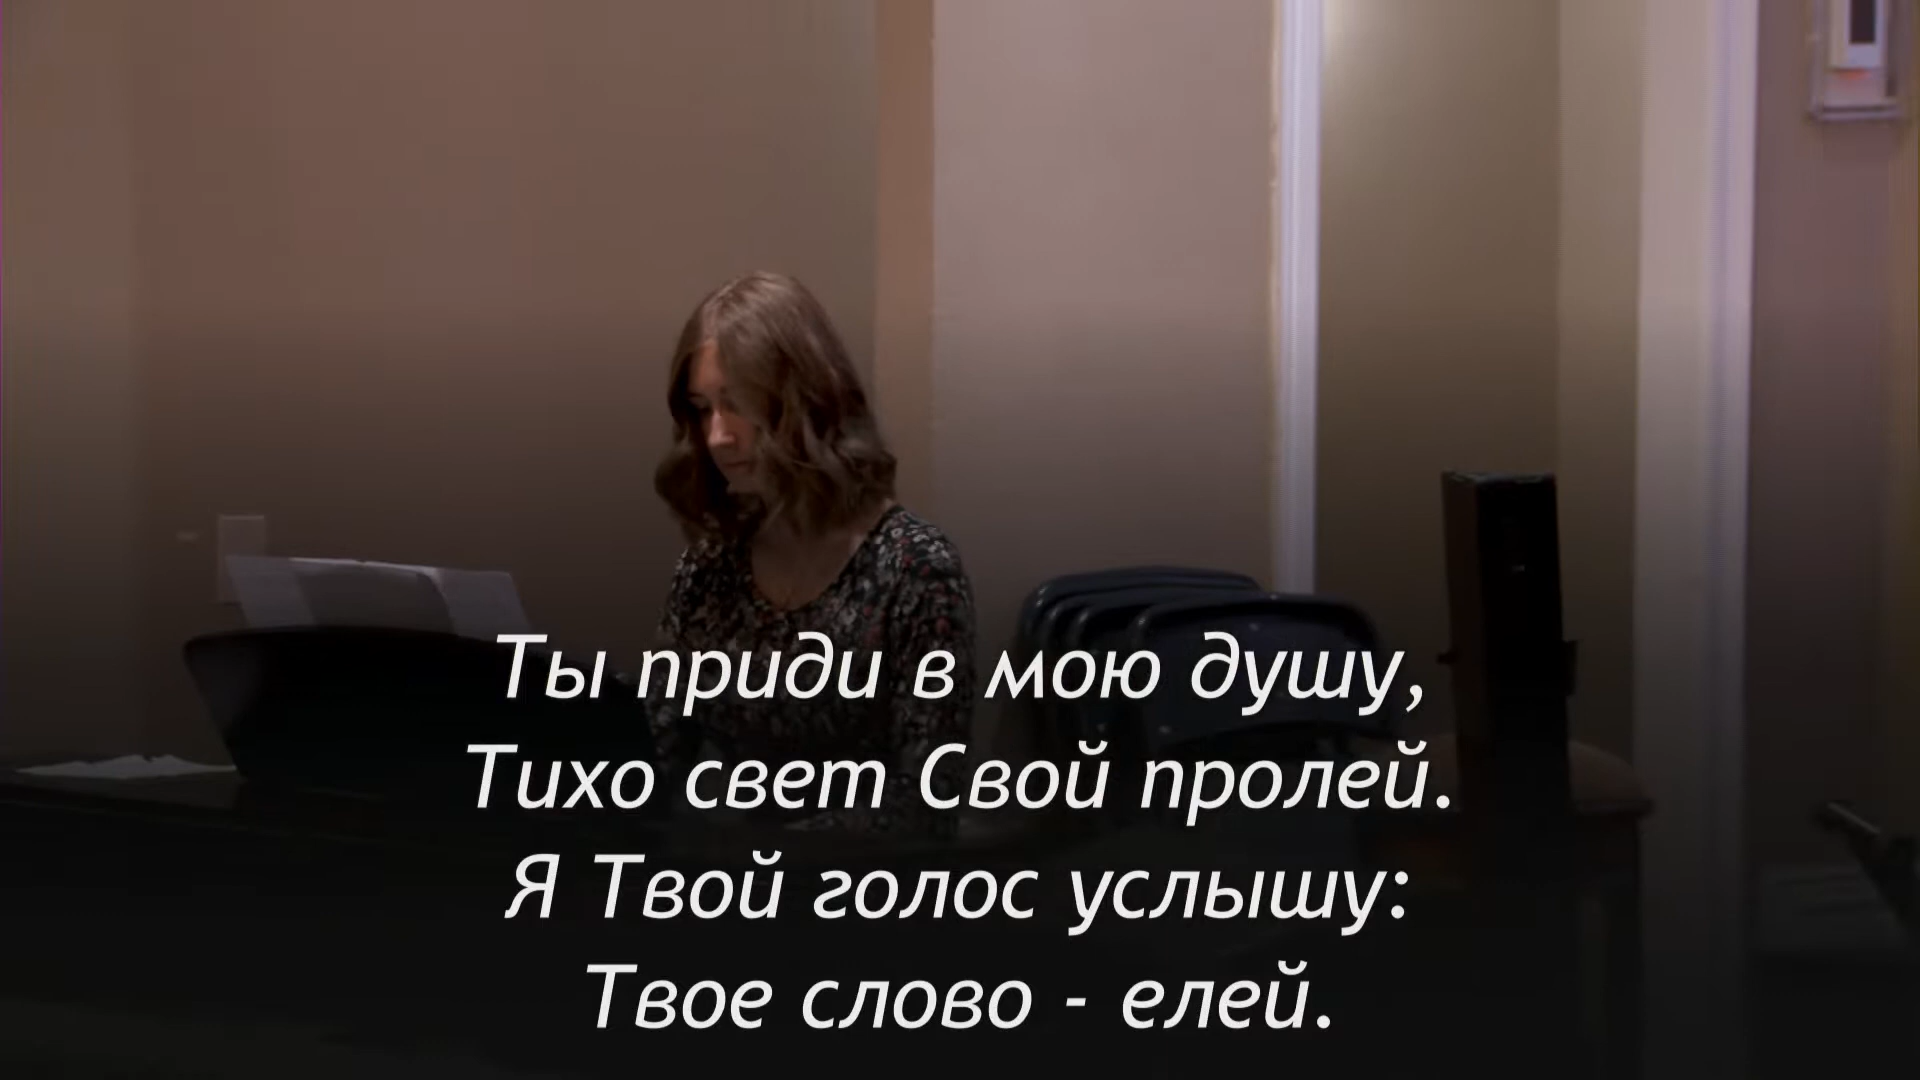 Ты приди в мою душу,
Тихо свет Свой пролей.
Я Твой голос услышу:
Твое слово - елей.